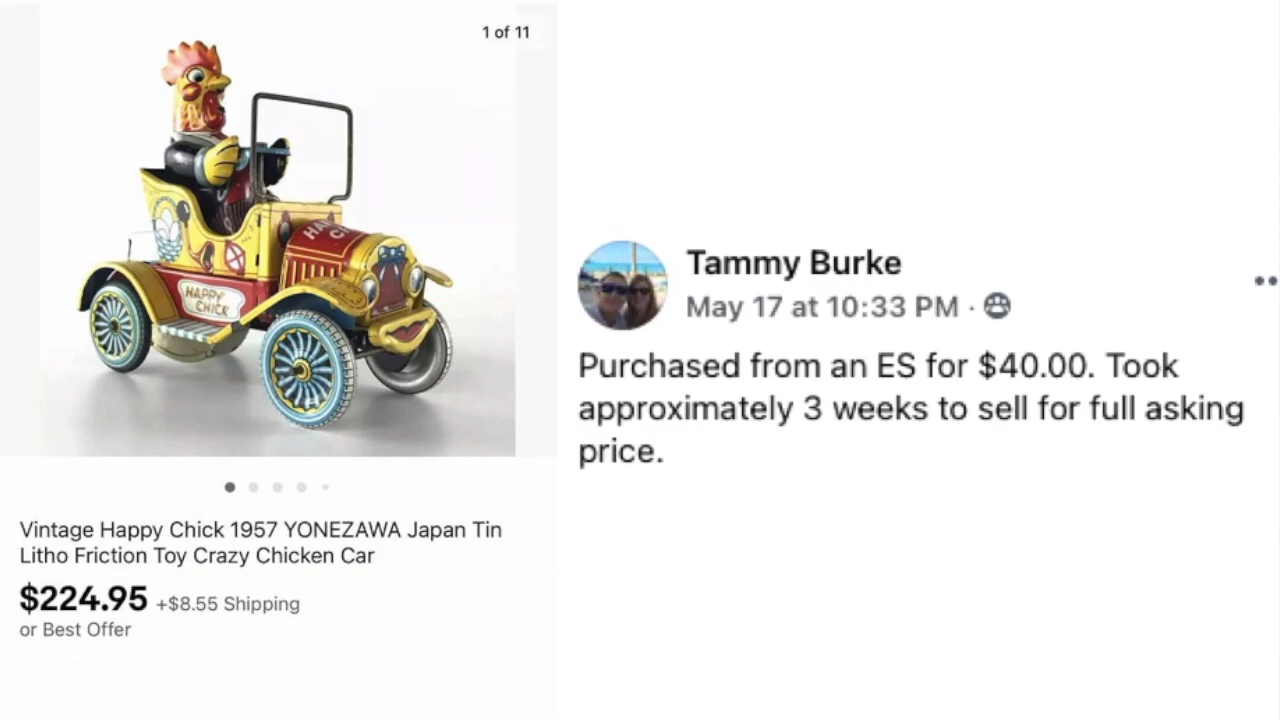 1 of 11
HAPPY
CHICK
Vintage Happy Chick 1957 YONEZAWA Japan Tin
Litho Friction Toy Crazy Chicken Car
$224.95 +$8.55 Shipping
or Best Offer
Tammy Burke
May 17 at 10:33 PM ·
Purchased from an ES for $40.00. Took
approximately 3 weeks to sell for full asking
price.